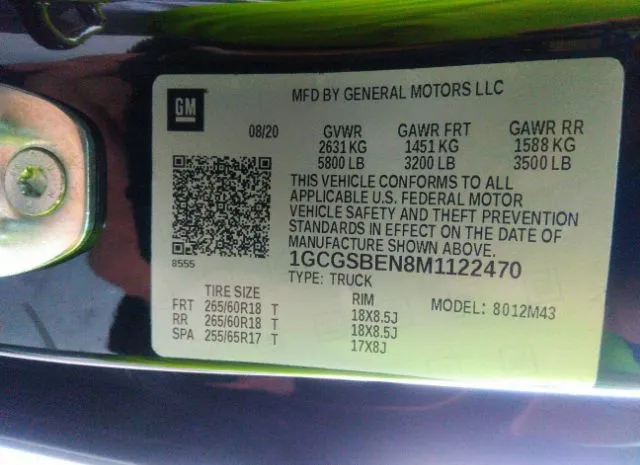 GM
MFD BY GENERAL MOTORS LLC
08/20 GVWR GAWR FRT GAWR RR
2631 KG 1451 KG 1588 KG
5800 LB 3200 LB 3500 LB
THIS VEHICLE CONFORMS TO ALL
APPLICABLE U.S. FEDERAL MOTOR
VEHICLE SAFETY AND THEFT PREVENTION
STANDARDS IN EFFECT ON THE DATE OF
MANUFACTURE SHOWN ABOVE.
8555
1GCGSBEN8M1122470
TYPE: TRUCK
TIRE SIZE RIM MODEL: 8012M43
FRT 265/60R18 T 18X8.5J
RR 265/60R18 T 18X8.5J
SPA 255/65R17 T 17X8J